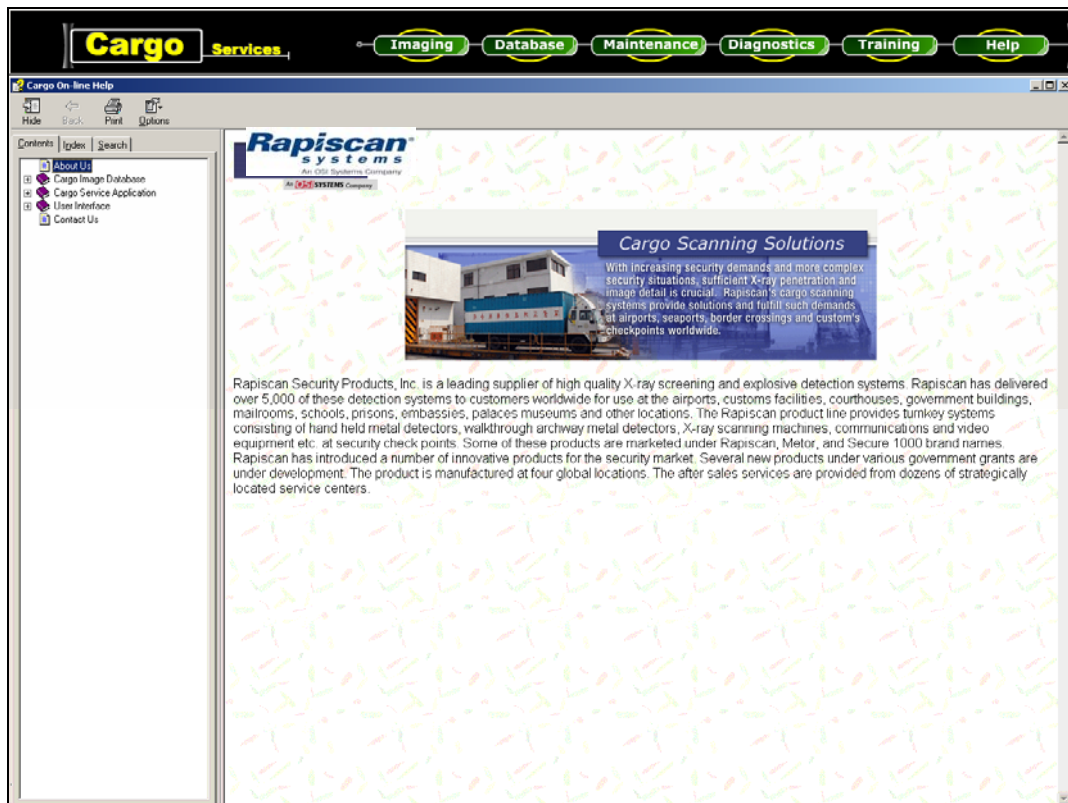 Cargo Services
Imaging Database Maintenance Diagnostics Training Help
Cargo On-line Help
Hide Back Print Options
Contents Index Search
About Us
Cargo Image Database
Cargo Service Application
User Interface
Contact Us
Rapiscan
systems
An OSI Systems Company
An OSI SYSTEMS Company
Cargo Scanning Solutions
With increasing security demands and more complex
security situations, sufficient X-ray penetration and
image detail is crucial. Rapiscan's cargo scanning
systems provide solutions and fulfill such demands
at airports, seaports, border crossings and custom's
checkpoints worldwide.
Rapiscan Security Products, Inc. is a leading supplier of high quality X-ray screening and explosive detection systems. Rapiscan has delivered
over 5,000 of these detection systems to customers worldwide for use at the airports, customs facilities, courthouses, government buildings,
mailrooms, schools, prisons, embassies, palaces museums and other locations. The Rapiscan product line provides turnkey systems
consisting of hand held metal detectors, walkthrough archway metal detectors, X-ray scanning machines, communications and video
equipment etc. at security check points. Some of these products are marketed under Rapiscan, Metor, and Secure 1000 brand names.
Rapiscan has introduced a number of innovative products for the security market. Several new products under various government grants are
under development. The product is manufactured at four global locations. The after sales services are provided from dozens of strategically
located service centers.